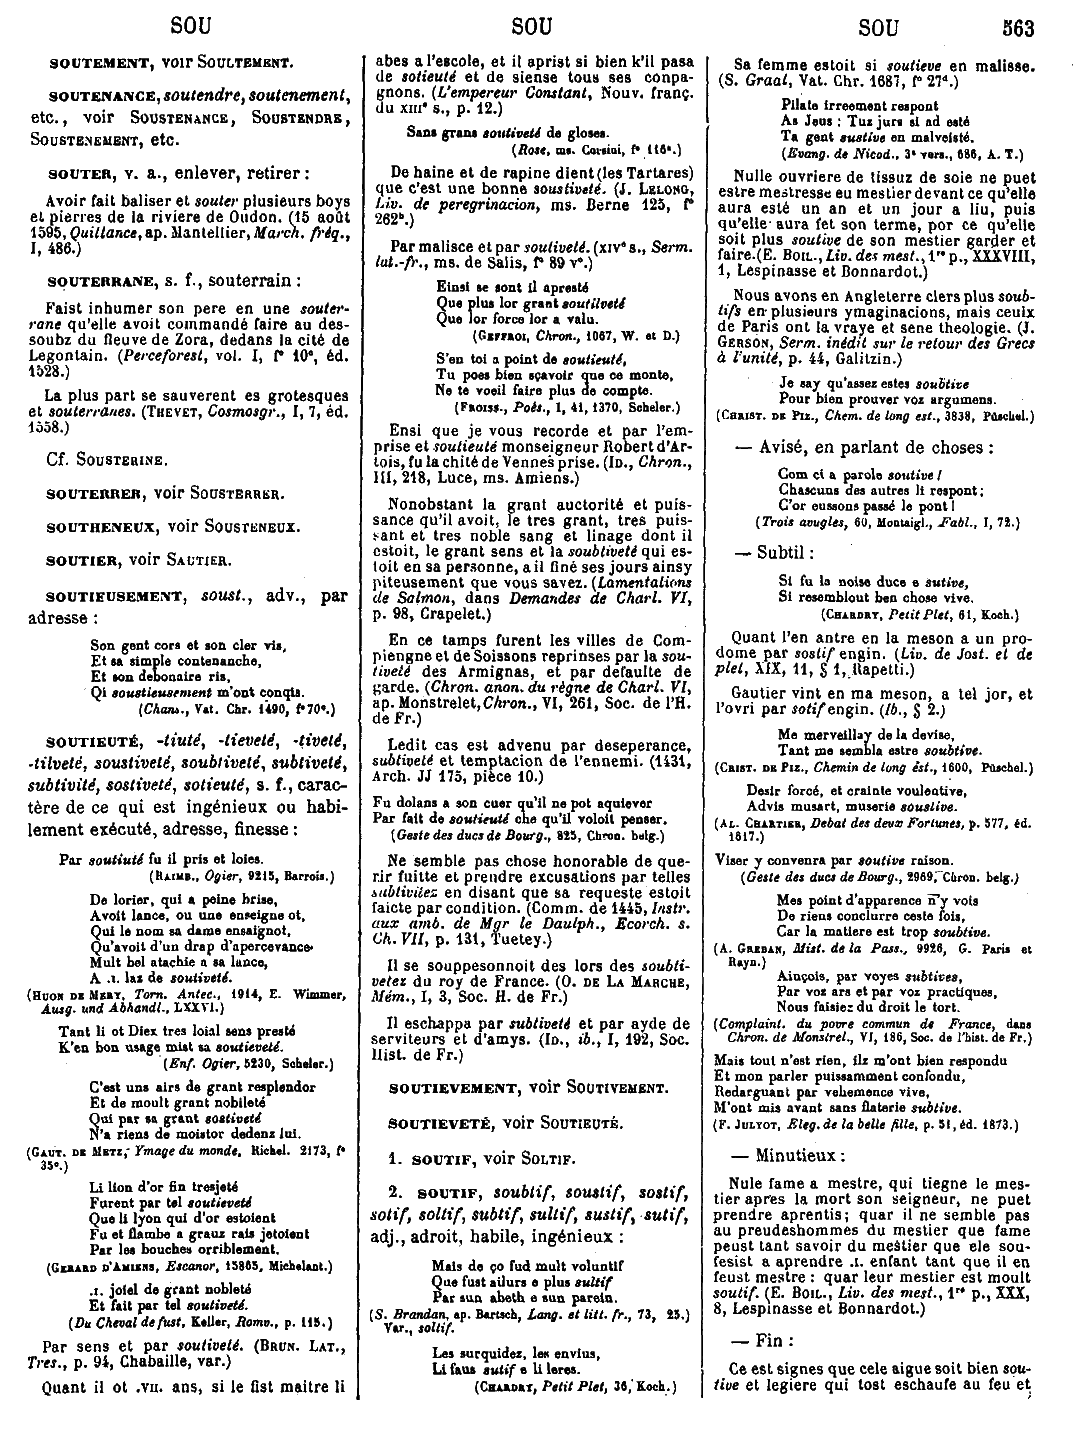 SOU
SOU
SOU 563
SOUTEMENT, voir SOULTEMENT.
SOUTENANCE, soutendre, soutenement,
etc., voir SOUSTENANCE, SOUSTENDRE,
SOUSTENEMENT, etc.
SOUTER, v. a., enlever, retirer :
Avoir fait baliser et souter plusieurs boys
et pierres de la riviere de Oudon. (15 août
1595, Quillance, ap. Mantellier, March. fréq.,
I, 486.)
SOUTERRANE, s. f., souterrain :
Faist inhumer son pere en une souter-
rane qu'elle avoit commandé faire au des-
soubz du fleuve de Zora, dedans la cité de
Legontain. (Perceforest, vol. I, f° 10ᵃ, éd.
1528.)
La plus part se sauverent es grotesques
et souterranes. (THEVET, Cosmogr., I, 7, éd.
1558.)
Cf. SOUSTERINE.
SOUTERRER, voir SOUSTERRER.
SOUTHENEUX, voir SOUSTENEUX.
SOUTIER, voir SAUTIER.
SOUTIEUSEMENT, soust., adv., par
adresse :
Son gent cors et son cler vis,
Et sa simple contenanche,
Et son debonaire ris,
Qi soustieusement m'ont conqis.
(Chans., Vat. Chr. 1490, f° 70ᵉ.)
SOUTIEUTÉ, -tiuté, -tieveté, -tiveté,
-tilveté, soustiveté, soubtiveté, subtiveté,
subtivité, sostiveté, sotieuté, s. f., carac-
tère de ce qui est ingénieux ou habi-
lement exécuté, adresse, finesse :
Par soutiuté fu il pris et loies.
(RAIMB., Ogier, 9215, Barrois.)
De lorier, qui a peine brise,
Avoit lance, ou une enseigne ot,
Qui le nom sa dame ensaignot,
Qu'avoit d'un drap d'apercevance
Mult bel atachie a sa lance,
A .I. laz de soutiveté.
(HUON DE MERY, Torn. Antec., 1914, E. Wimmer,
Ausg. und Abhandl., LXXVI.)
Tant li ot Diex tres loial sens presté
K'en bon usage mist sa soutieveté.
(Enf. Ogier, 5230, Scheler.)
C'est uns airs de grant resplendor
Et de moult grant nobileté
Qui par sa grant sostiveté
N'a riens de moistor dedenz lui.
(GAUT. DE METZ, Ymage du monde, Richel. 2173, f°
35ᵉ.)
Li lion d'or fin tresjeté
Furent par tel soutieveté
Que li lyon qui d'or estoient
Fu et flambe a granz rais jetoient
Par les bouches orriblement.
(GERARD D'AMIENS, Escanor, 15865, Michelant.)
.I. joiel de grant nobleté
Et fait par tel soutiveté.
(Du Cheval de fust, Keller, Romv., p. 115.)
Par sens et par soutiveté. (BRUN. LAT.,
Tres., p. 94, Chabaille, var.)
Quant il ot .VII. ans, si le fist maitre li
abes a l'escole, et il aprist si bien k'il pasa
de sotieuté et de siense tous ses conpa-
gnons. (L'empereur Constant, Nouv. franç.
du XIIIᵉ s., p. 12.)
Sans grans soutiveté de gloses.
(Rose, ms. Corsini, f° 116ᵃ.)
De haine et de rapine dient (les Tartares)
que c'est une bonne soustiveté. (J. LELONG,
Liv. de peregrinacion, ms. Berne 125, f°
262ᵇ.)
Par malisce et par soutiveté. (XIVᵉ s., Serm.
lat.-fr., ms. de Salis, f° 89 v°.)
Einsi se sont il apresté
Que plus lor grant soutilveté
Que lor force lor a valu.
(GEFFROI, Chron., 1067, W. et D.)
S'en toi a point de soutieuté,
Tu poes bien sçavoir que ce monte,
Ne te voeil faire plus de compte.
(FROISS., Poés., I, 41, 1370, Scheler.)
Ensi que je vous recorde et par l'em-
prise et soutieuté monseigneur Robert d'Ar-
tois, fu la chité de Vennes prise. (ID., Chron.,
III, 218, Luce, ms. Amiens.)
Nonobstant la grant auctorité et puis-
sance qu'il avoit, le tres grant, tres puis-
sant et tres noble sang et linage dont il
estoit, le grant sens et la soubtiveté qui es-
toit en sa personne, a il finé ses jours ainsy
piteusement que vous savez. (Lamentations
de Salmon, dans Demandes de Charl. VI,
p. 98, Crapelet.)
En ce tamps furent les villes de Com-
piengne et de Soissons reprinses par la sou-
tiveté des Armignas, et par defaulte de
garde. (Chron. anon. du règne de Charl. VI,
ap. Monstrelet, Chron., VI, 261, Soc. de l'H.
de Fr.)
Ledit cas est advenu par deseperance,
subtiveté et temptacion de l'ennemi. (1431,
Arch. JJ 175, pièce 10.)
Fu dolans a son cuer qu'il ne pot aquiever
Par fait de soutieuté che qu'il voloit penser.
(Geste des ducs de Bourg., 825, Chron. belg.)
Ne semble pas chose honorable de que-
rir fuitte et prendre excusations par telles
subtivitez en disant que sa requeste estoit
faicte par condition. (Comm. de 1445, Instr.
aux amb. de Mgr le Daulph., Ecorch. s.
Ch. VII, p. 131, Tuetey.)
Il se souppesonnoit des lors des soubti-
vetez du roy de France. (O. DE LA MARCHE,
Mém., I, 3, Soc. H. de Fr.)
Il eschappa par subtiveté et par ayde de
serviteurs et d'amys. (ID., ib., I, 192, Soc.
Hist. de Fr.)
SOUTIEVEMENT, voir SOUTIVEMENT.
SOUTIEVETÉ, voir SOUTIEUTÉ.
1. SOUTIF, voir SOLTIF.
2. SOUTIF, soubtif, soustif, sostif,
sotif, soltif, subtif, sultif, sustif, sutif,
adj., adroit, habile, ingénieux :
Mais de ço fud mult voluntif
Que fust ailurs e plus sultif
Par sun abeth e sun parein.
(S. Brandan, ap. Bartsch, Lang. et litt. fr., 73, 25.)
Var., soltif.
Les surquidez, les envius,
Li faus sutif e li leres.
(CHARDRY, Petit Plet, 36, Koch.)
Sa femme estoit si soutieve en malisse.
(S. Graal, Vat. Chr. 1687, f° 27ᵈ.)
Pilate irreement respont
As Jeus : Tuz jurs si ad esté
Ta gent sustive en malveisté.
(Evang. de Nicod., 3ᵉ vers., 686, A. T.)
Nulle ouvriere de tissuz de soie ne puet
estre mestresse eu mestier devant ce qu'elle
aura esté un an et un jour a liu, puis
qu'elle aura fet son terme, por ce qu'elle
soit plus soutive de son mestier garder et
faire. (E. BOIL., Liv. des mest., 1ʳᵉ p., XXXVIII,
1, Lespinasse et Bonnardot.)
Nous avons en Angleterre clers plus soub-
tifs en plusieurs ymaginacions, mais ceulx
de Paris ont la vraye et sene theologie. (J.
GERSON, Serm. inédit sur le retour des Grecs
à l'unité, p. 44, Galitzin.)
Je say qu'assez estes soubtive
Pour bien prouver voz argumens.
(CHRIST. DE PIZ., Chem. de long est., 3838, Püschel.)
— Avisé, en parlant de choses :
Com ci a parole soutive !
Chascuns des autres li respont ;
C'or eussons passé le pont !
(Trois avugles, 60, Montaigl., Fabl., I, 72.)
— Subtil :
Si fu la noise duce e sutive,
Si resemblout ben chose vive.
(CHARDRY, Petit Plet, 61, Koch.)
Quant l'en antre en la meson a un pro-
dome par sostif engin. (Liv. de Jost. et de
plet, XIX, 11, § 1, Rapetti.)
Gautier vint en ma meson, a tel jor, et
l'ovri par sotif engin. (Ib., § 2.)
Me merveillay de la devise,
Tant me sembla estre soubtive.
(CRIST. DE PIZ., Chemin de long est., 1600, Püschel.)
Desir forcé, et crainte voulentive,
Advis musart, muserie soustive.
(AL. CHARTIER, Debat des deux Fortunes, p. 577, éd.
1617.)
Viser y convenra par soutive raison.
(Geste des ducs de Bourg., 2969, Chron. belg.)
Mes point d'apparence n'y vois
De riens conclurre ceste fois,
Car la matiere est trop soubtive.
(A. GREBAN, Mist. de la Pass., 9926, G. Paris et
Rayn.)
Ainçois, par voyes subtives,
Par voz ars et par voz practiques,
Nous faisiez du droit le tort.
(Complaint. du povre commun de France, dans
Chron. de Monstrel., VI, 186, Soc. de l'hist. de Fr.)
Mais tout n'est rien, ilz m'ont bien respondu
Et mon parler puissamment confondu,
Redarguant par vehemence vive,
M'ont mis avant sans flaterie subtive.
(F. JULYOT, Eleg. de la belle fille, p. 51, éd. 1873.)
— Minutieux :
Nule fame a mestre, qui tiegne le mes-
tier apres la mort son seigneur, ne puet
prendre aprentis ; quar il ne semble pas
au preudeshommes du mestier que fame
peust tant savoir du mestier que ele sou-
fesist a aprendre .I. enfant tant que il en
feust mestre : quar leur mestier est moult
soutif. (E. BOIL., Liv. des mest., 1ʳᵉ p., XXX,
8, Lespinasse et Bonnardot.)
— Fin :
Ce est signes que cele aigue soit bien sou-
tive et legiere qui tost eschaufe au feu et